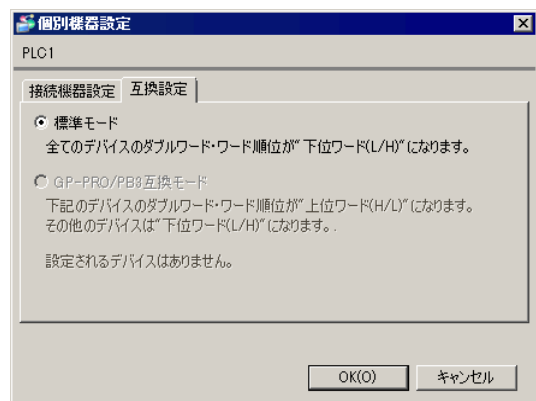 個別機器設定
PLC1
接続機器設定 互換設定
標準モード
全てのデバイスのダブルワード・ワード順位が"下位ワード(L/H)"になります。
GP-PRO/PB3互換モード
下記のデバイスのダブルワード・ワード順位が"上位ワード(H/L)"になります。
その他のデバイスは"下位ワード(L/H)"になります。.
設定されるデバイスはありません。
OK(O) キャンセル